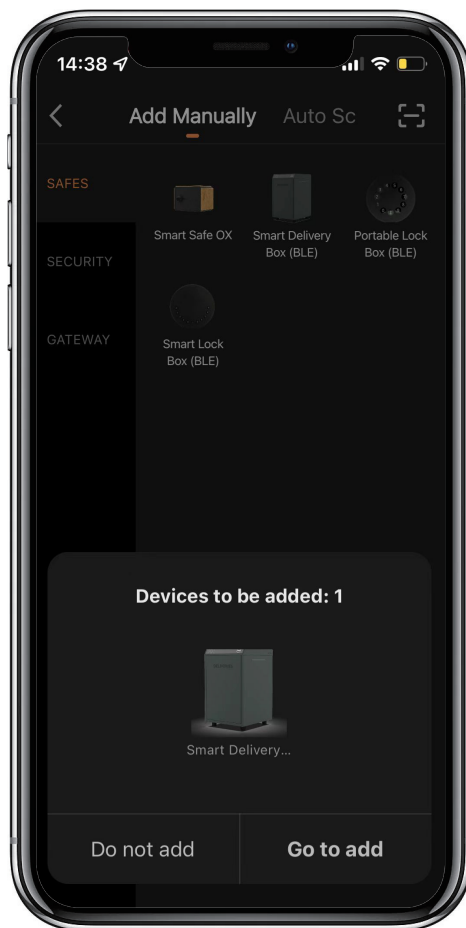 14:38
Add Manually
Auto Sc
SAFES
SECURITY
GATEWAY
Smart Safe OX
Smart Delivery
Box (BLE)
Portable Lock
Box (BLE)
Smart Lock
Box (BLE)
Devices to be added: 1
Smart Delivery...
Do not add
Go to add